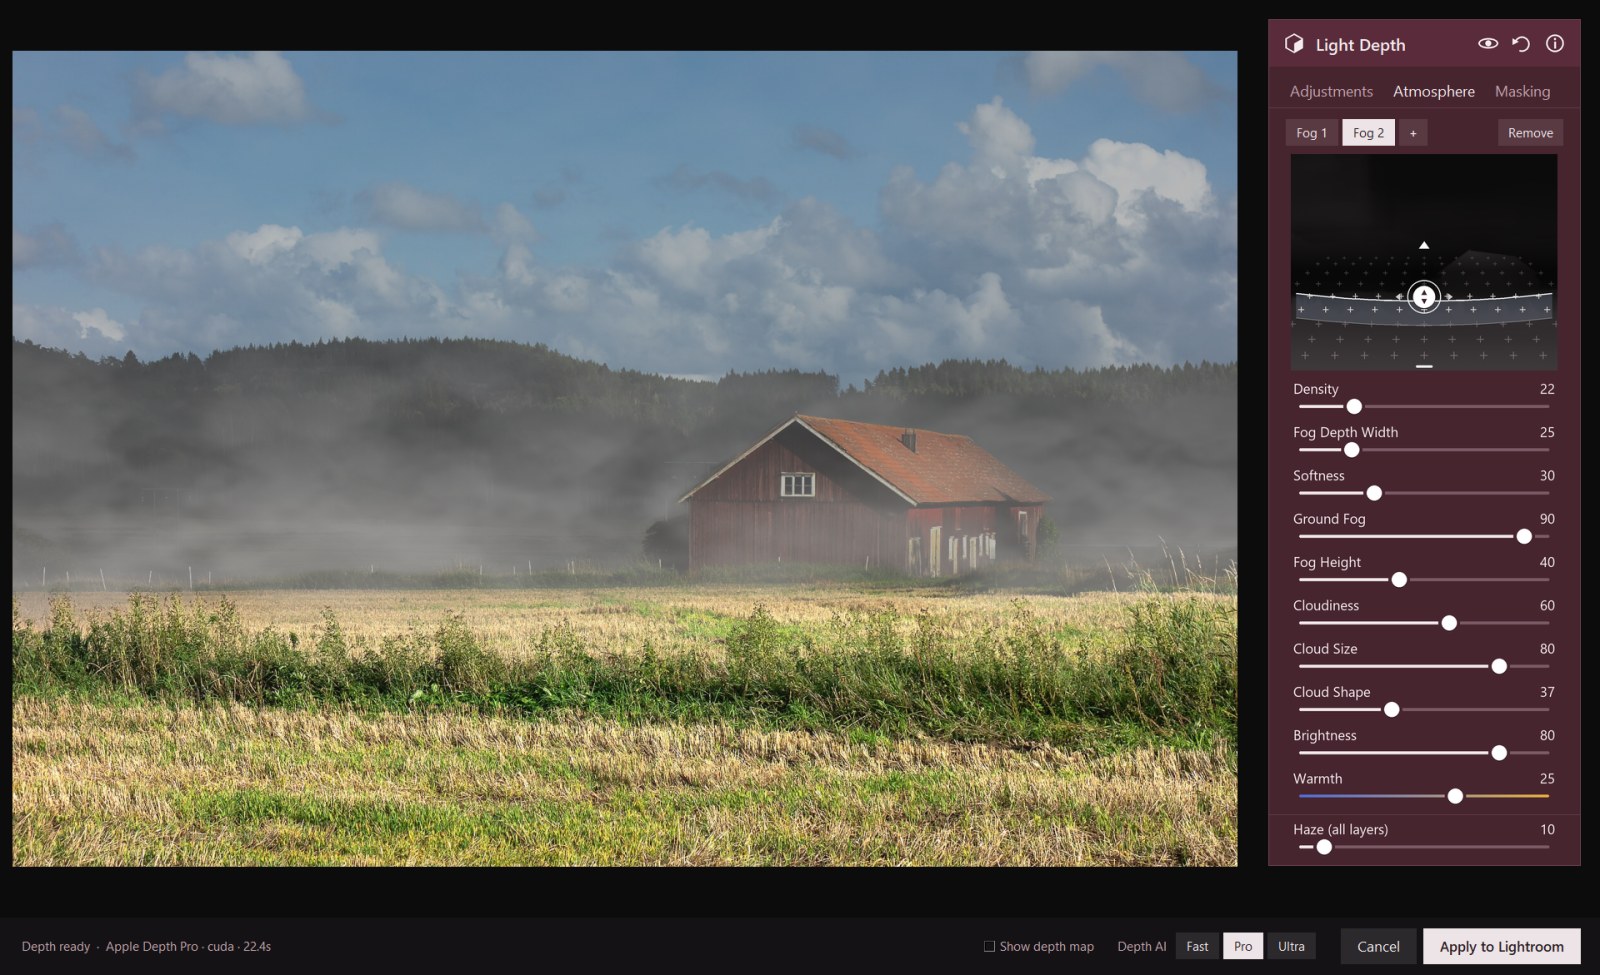 Light Depth
Adjustments Atmosphere Masking
Fog 1 Fog 2 + Remove
Density 22
Fog Depth Width 25
Softness 30
Ground Fog 90
Fog Height 40
Cloudiness 60
Cloud Size 80
Cloud Shape 37
Brightness 80
Warmth 25
Haze (all layers) 10
Depth ready · Apple Depth Pro · cuda · 22.4s
Show depth map Depth AI Fast Pro Ultra Cancel Apply to Lightroom